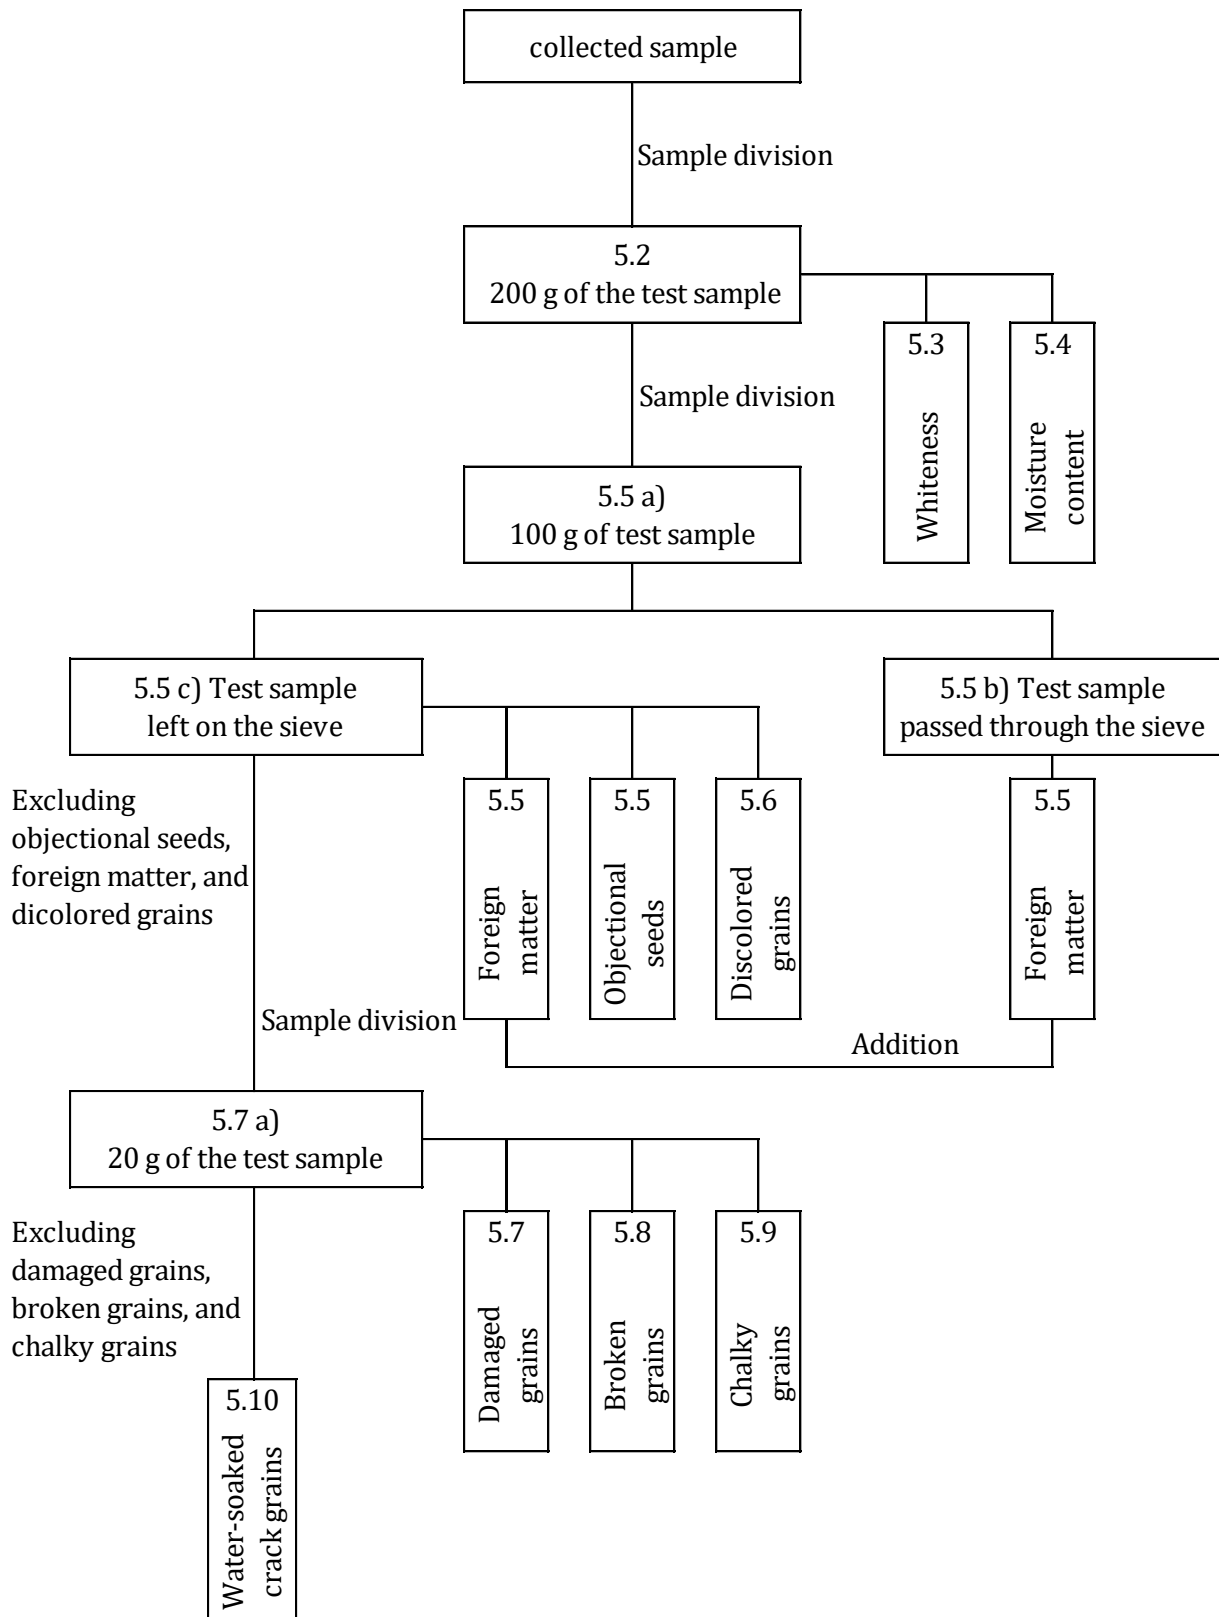 collected sample
Sample division
5.2
200 g of the test sample
5.3
Whiteness
5.4
Moisture
content
Sample division
5.5 a)
100 g of test sample
5.5 c) Test sample
left on the sieve
5.5 b) Test sample
passed through the sieve
Excluding
objectional seeds,
foreign matter, and
dicolored grains
5.5
Foreign
matter
5.5
Objectional
seeds
5.6
Discolored
grains
5.5
Foreign
matter
Sample division
Addition
5.7 a)
20 g of the test sample
Excluding
damaged grains,
broken grains, and
chalky grains
5.7
Damaged
grains
5.8
Broken
grains
5.9
Chalky
grains
5.10
Water-soaked
crack grains